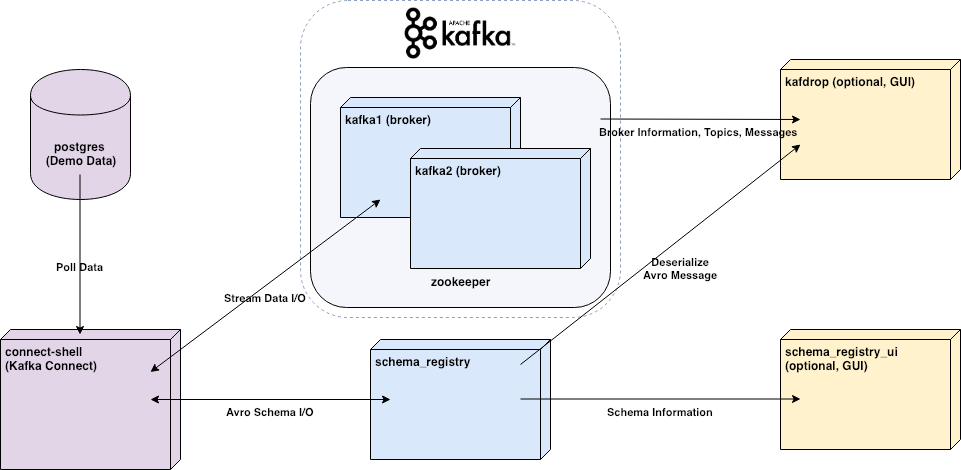 APACHE
kafka
kafdrop (optional, GUI)
kafka1 (broker)
Broker Information, Topics, Messages
postgres
(Demo Data)
kafka2 (broker)
Poll Data
Deserialize
Avro Message
zookeeper
Stream Data I/O
connect-shell
(Kafka Connect)
schema_registry
schema_registry_ui
(optional, GUI)
Avro Schema I/O
Schema Information